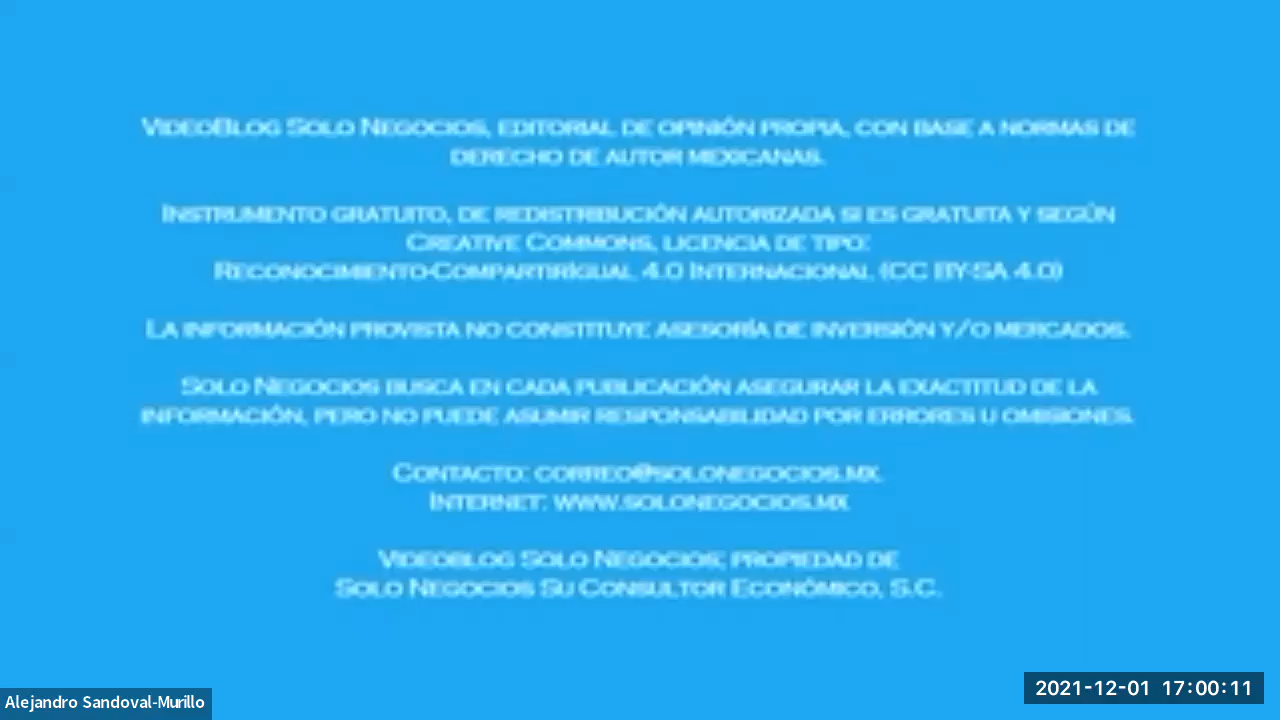 VIDEOBLOG SOLO NEGOCIOS, EDITORIAL DE OPINIÓN PROPIA, CON BASE A NORMAS DE
DERECHO DE AUTOR MEXICANAS.
INSTRUMENTO GRATUITO, DE REDISTRIBUCIÓN AUTORIZADA SI ES GRATUITA Y SEGÚN
CREATIVE COMMONS, LICENCIA DE TIPO:
RECONOCIMIENTO-COMPARTIRIGUAL 4.0 INTERNACIONAL (CC BY-SA 4.0)
LA INFORMACIÓN PROVISTA NO CONSTITUYE ASESORÍA DE INVERSIÓN Y/O MERCADOS.
SOLO NEGOCIOS BUSCA EN CADA PUBLICACIÓN ASEGURAR LA EXACTITUD DE LA
INFORMACIÓN, PERO NO PUEDE ASUMIR RESPONSABILIDAD POR ERRORES U OMISIONES.
CONTACTO: CORREO@SOLONEGOCIOS.MX.
INTERNET: WWW.SOLONEGOCIOS.MX
VIDEOBLOG SOLO NEGOCIOS; PROPIEDAD DE
SOLO NEGOCIOS SU CONSULTOR ECONÓMICO, S.C.
Alejandro Sandoval-Murillo
2021-12-01 17:00:11